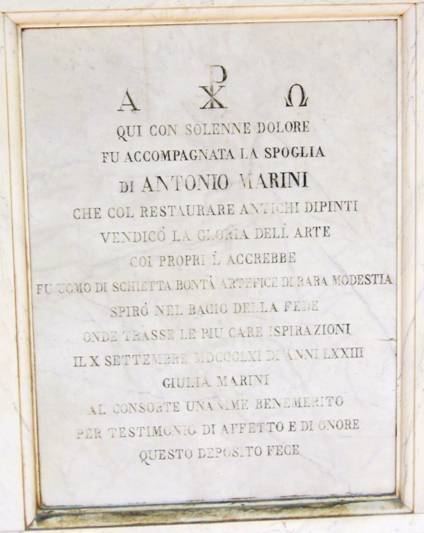 Α ☧ Ω
QUI CON SOLENNE DOLORE
FU ACCOMPAGNATA LA SPOGLIA
DI ANTONIO MARINI
CHE COL RESTAURARE ANTICHI DIPINTI
VENDICÓ LA GLORIA DELL ARTE
COI PROPRI L ACCREBBE
FU UOMO DI SCHIETTA BONTÀ ARTEFICE DI RARA MODESTIA
SPIRÓ NEL BACIO DELLA FEDE
ONDE TRASSE LE PIU CARE ISPIRAZIONI
IL X SETTEMBRE MDCCCLXI DI ANNI LXXIII
GIULIA MARINI
AL CONSORTE UNANIME BENEMERITO
PER TESTIMONIO DI AFFETTO E DI ONORE
QUESTO DEPOSITO FECE